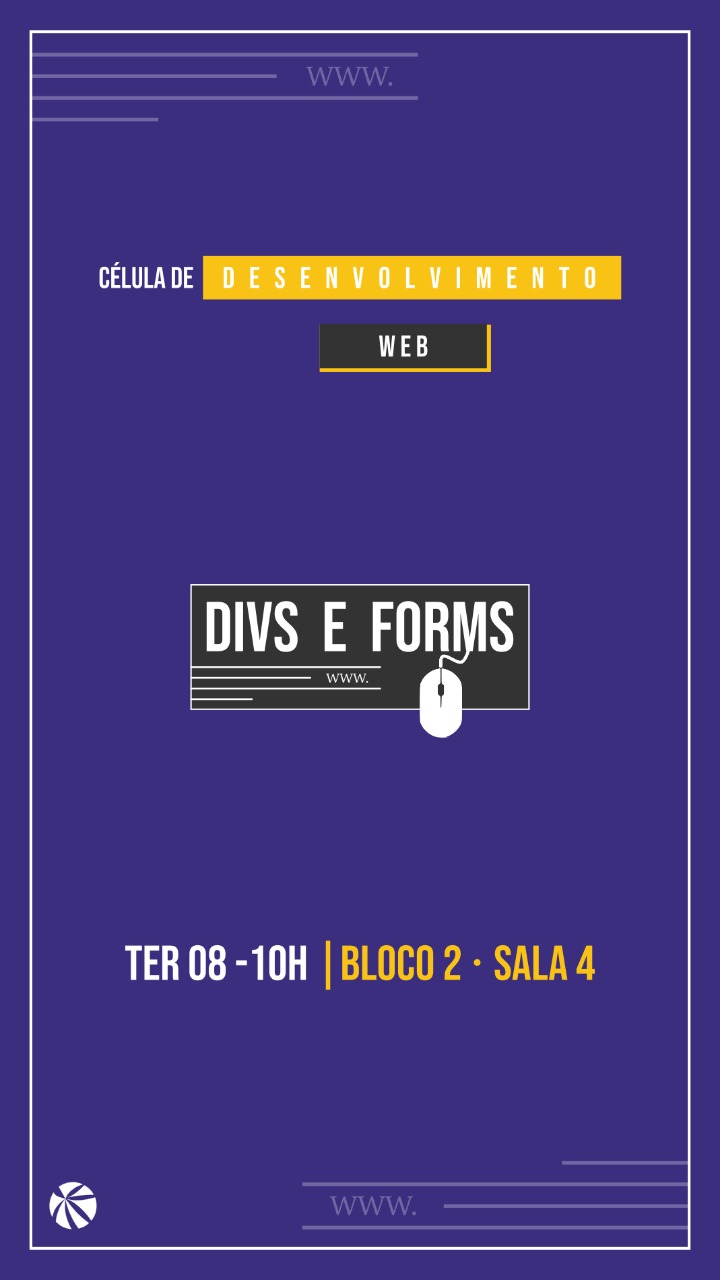 WWW.
CÉLULA DE DESENVOLVIMENTO
WEB
DIVS E FORMS
WWW.
TER 08 -10H | BLOCO 2 · SALA 4
WWW.